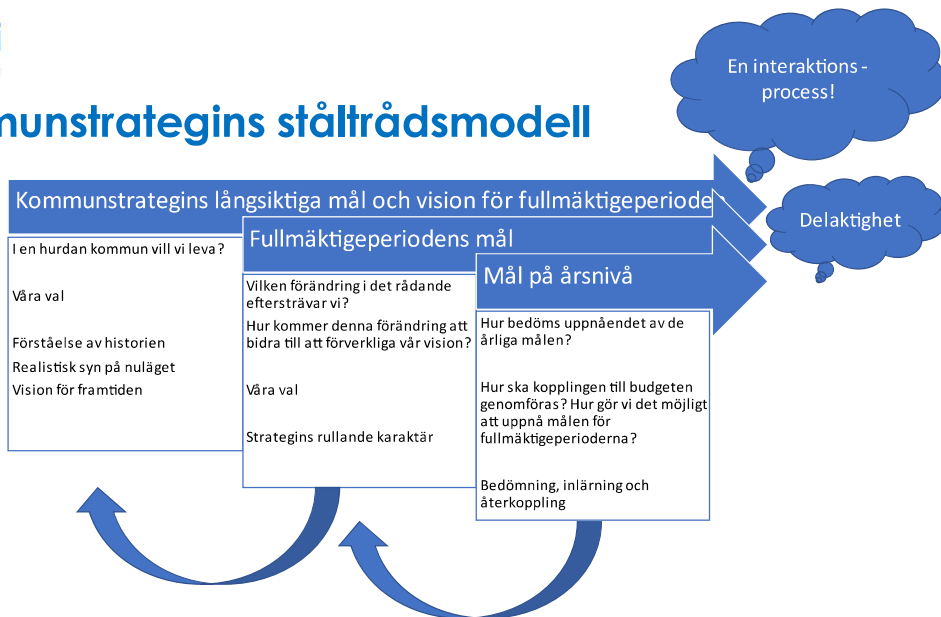 munstrategins ståltrådsmodell
En interaktions -
process!
Delaktighet
Kommunstrategins långsiktiga mål och vision för fullmäktigeperiode
I en hurdan kommun vill vi leva?
Våra val
Förståelse av historien
Realistisk syn på nuläget
Vision för framtiden
Fullmäktigeperiodens mål
Vilken förändring i det rådande
eftersträvar vi?
Hur kommer denna förändring att
bidra till att förverkliga vår vision?
Våra val
Strategins rullande karaktär
Mål på årsnivå
Hur bedöms uppnåendet av de
årliga målen?
Hur ska kopplingen till budgeten
genomföras? Hur gör vi det möjligt
att uppnå målen för
fullmäktigeperioderna?
Bedömning, inlärning och
återkoppling